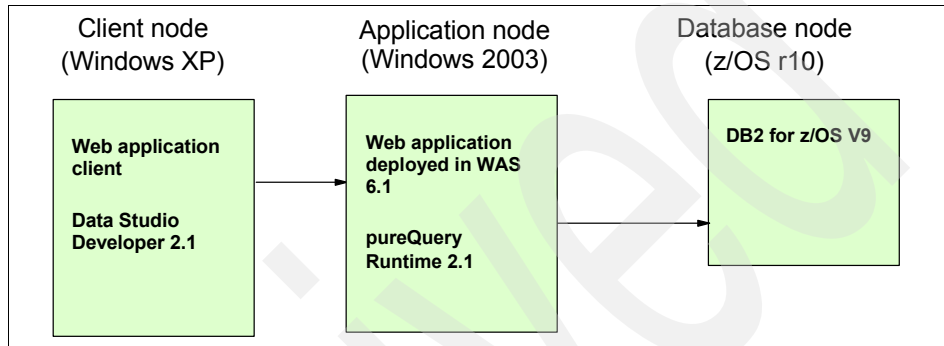 Client node
(Windows XP)
Application node
(Windows 2003)
Database node
(z/OS r10)
Web application
client
Data Studio
Developer 2.1
Web application
deployed in WAS
6.1
pureQuery
Runtime 2.1
DB2 for z/OS V9